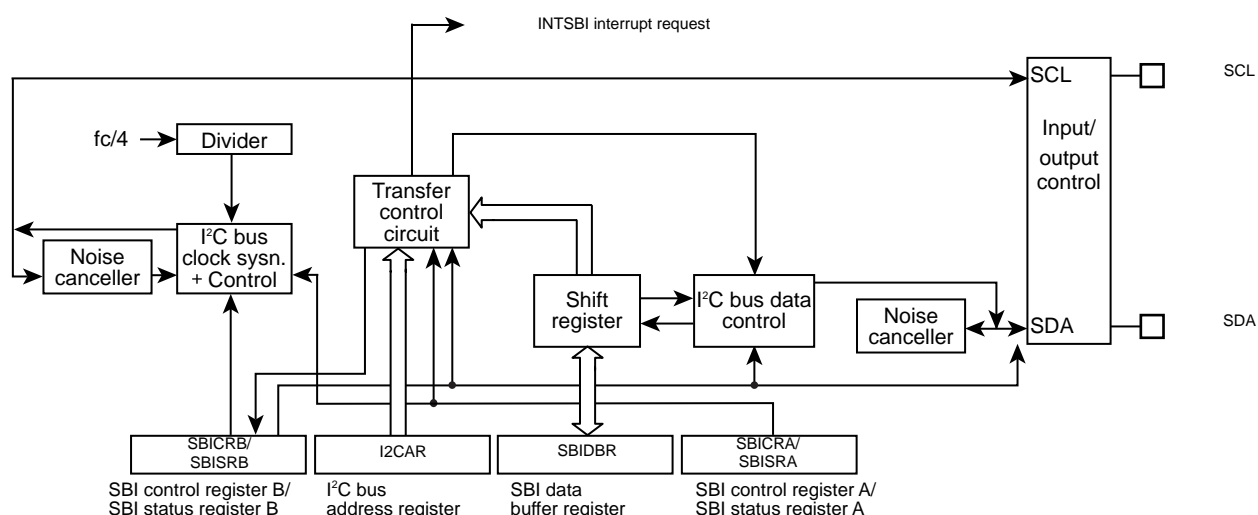 INTSBI interrupt request
SCL
SCL
fc/4
Divider
Input/
output
control
Transfer
control
circuit
I²C bus
clock sysn.
+ Control
Noise
canceller
Shift
register
I²C bus data
control
Noise
canceller
SDA
SDA
SBICRB/
SBISRB
I2CAR
SBIDBR
SBICRA/
SBISRA
SBI control register B/
SBI status register B
I²C bus
address register
SBI data
buffer register
SBI control register A/
SBI status register A